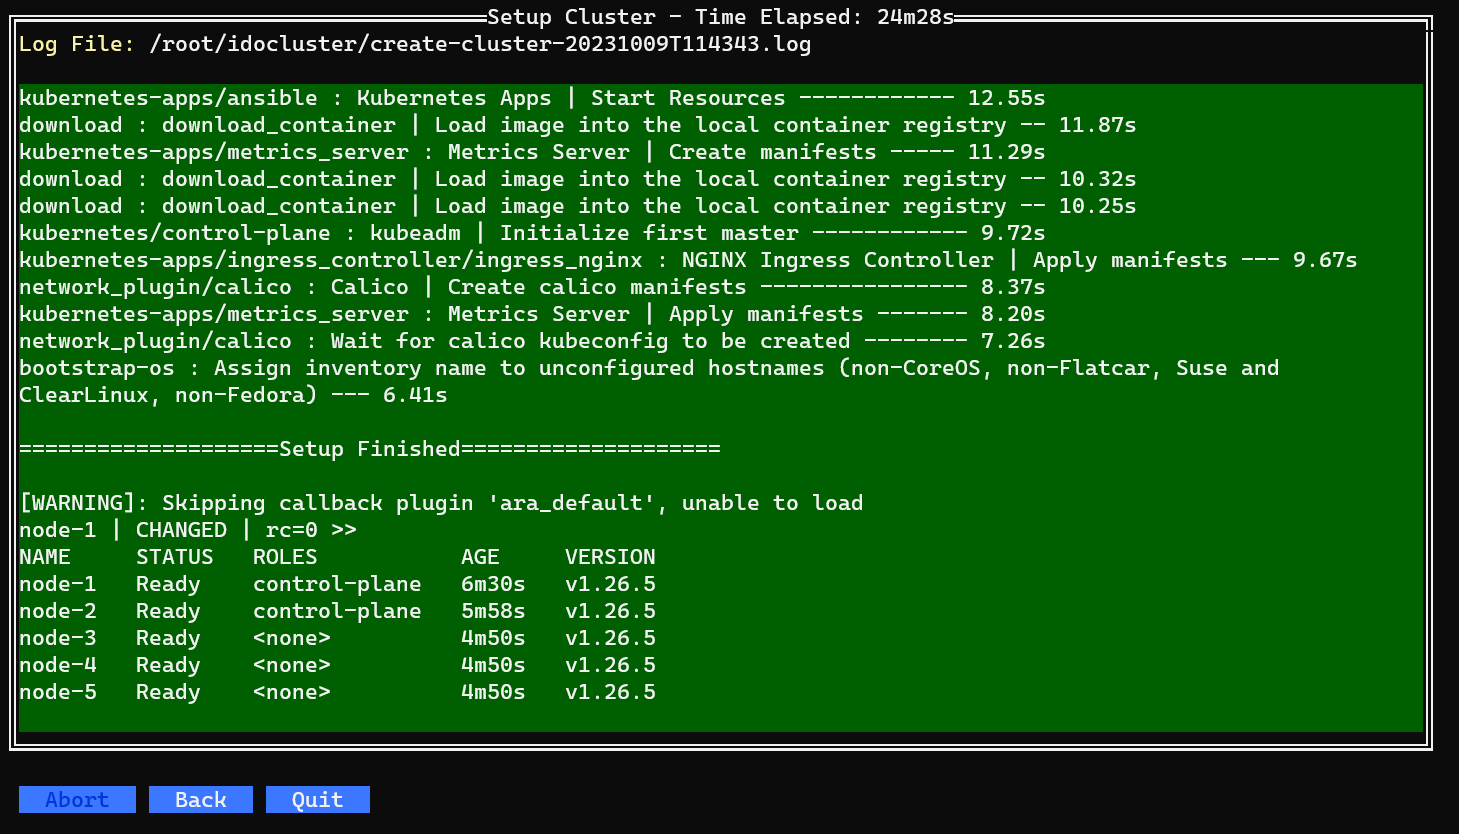 Setup Cluster - Time Elapsed: 24m28s
Log File: /root/idocluster/create-cluster-20231009T114343.log
kubernetes-apps/ansible : Kubernetes Apps | Start Resources ------------ 12.55s
download : download_container | Load image into the local container registry -- 11.87s
kubernetes-apps/metrics_server : Metrics Server | Create manifests ----- 11.29s
download : download_container | Load image into the local container registry -- 10.32s
download : download_container | Load image into the local container registry -- 10.25s
kubernetes/control-plane : kubeadm | Initialize first master ------------ 9.72s
kubernetes-apps/ingress_controller/ingress_nginx : NGINX Ingress Controller | Apply manifests --- 9.67s
network_plugin/calico : Calico | Create calico manifests ---------------- 8.37s
kubernetes-apps/metrics_server : Metrics Server | Apply manifests ------- 8.20s
network_plugin/calico : Wait for calico kubeconfig to be created -------- 7.26s
bootstrap-os : Assign inventory name to unconfigured hostnames (non-CoreOS, non-Flatcar, Suse and
ClearLinux, non-Fedora) --- 6.41s
====================Setup Finished====================
[WARNING]: Skipping callback plugin 'ara_default', unable to load
node-1 | CHANGED | rc=0 >>
NAME     STATUS   ROLES           AGE     VERSION
node-1   Ready    control-plane   6m30s   v1.26.5
node-2   Ready    control-plane   5m58s   v1.26.5
node-3   Ready    <none>          4m50s   v1.26.5
node-4   Ready    <none>          4m50s   v1.26.5
node-5   Ready    <none>          4m50s   v1.26.5
Abort Back Quit